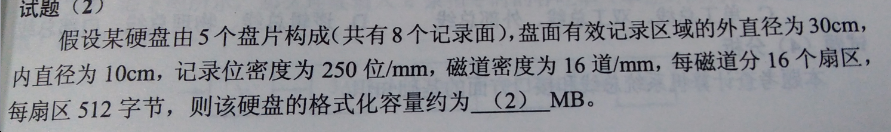 试题（2）
假设某硬盘由5个盘片构成（共有8个记录面），盘面有效记录区域的外直径为30cm，
内直径为10cm，记录位密度为250位/mm，磁道密度为16道/mm，每磁道分16个扇区，
每扇区512字节，则该硬盘的格式化容量约为 （2） MB。